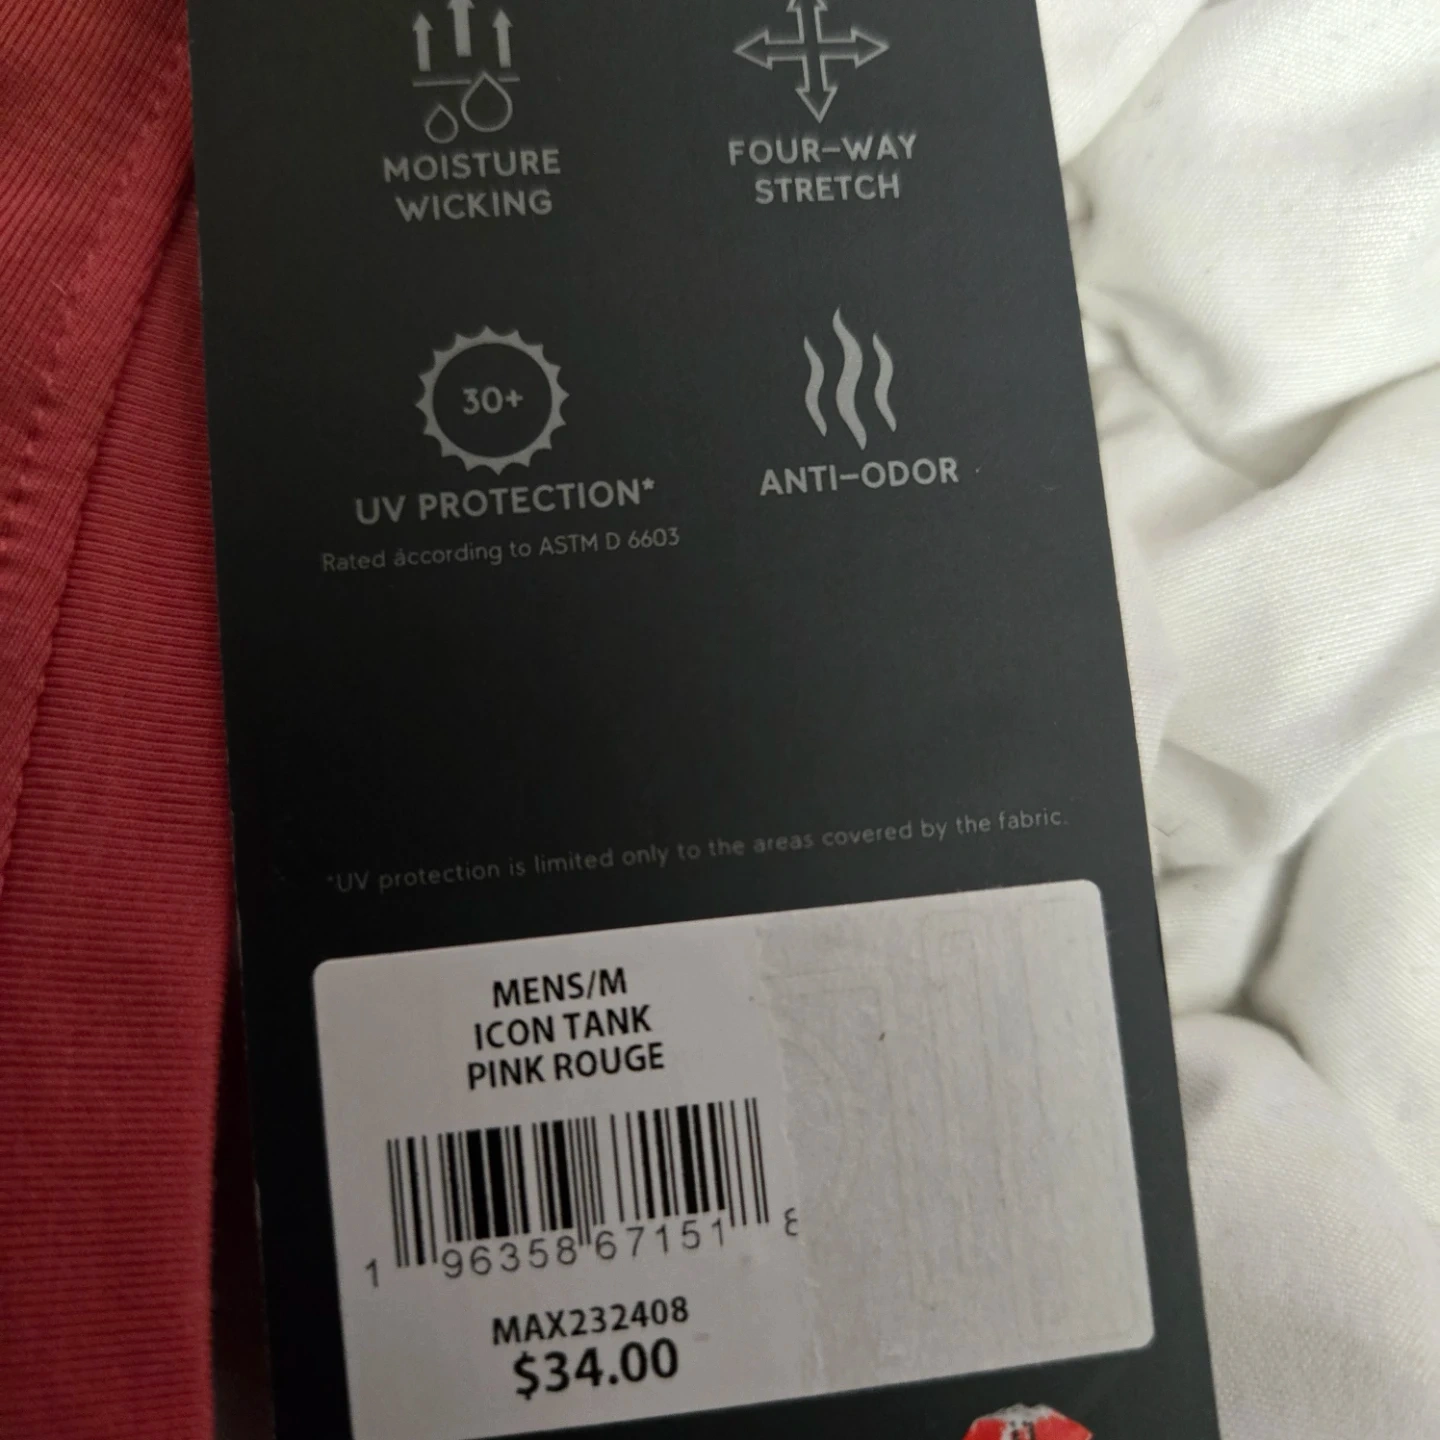 MOISTURE
WICKING
FOUR-WAY
STRETCH
30+
UV PROTECTION*
Rated according to ASTM D 6603
ANTI-ODOR
*UV protection is limited only to the areas covered by the fabric.
MENS/M
ICON TANK
PINK ROUGE
1 96358 67151 8
MAX232408
$34.00